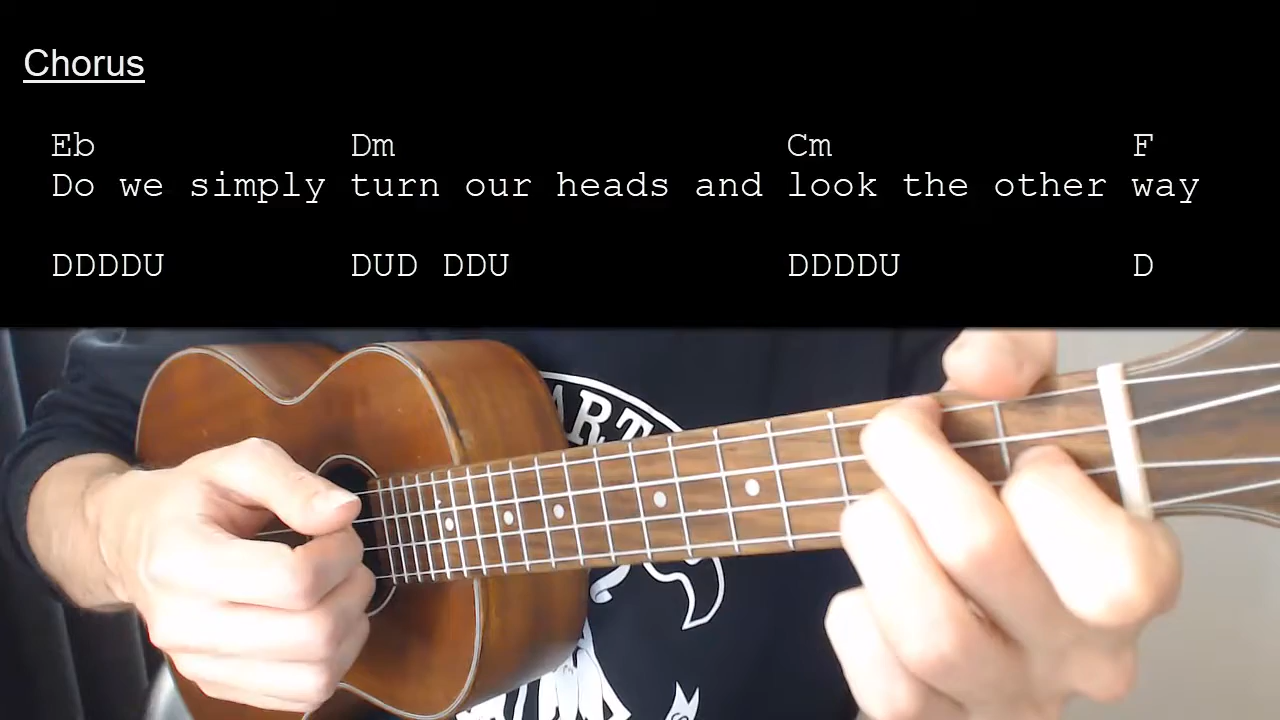 Chorus
Eb Dm Cm F
Do we simply turn our heads and look the other way
DDDDU DUD DDU DDDDU D
ART